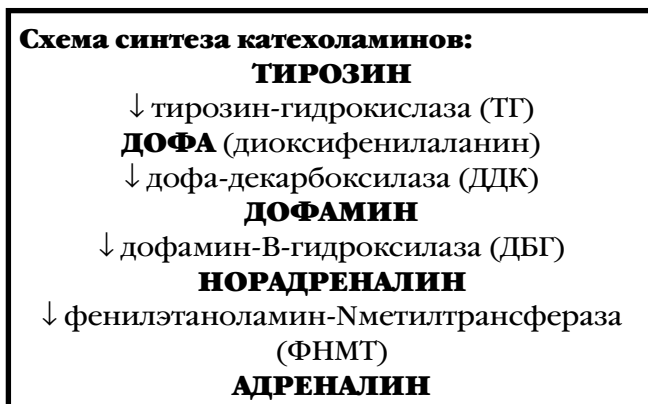 Схема синтеза катехоламинов:
ТИРОЗИН
↓ тирозин-гидрокислаза (ТГ)
ДОФА (диоксифенилаланин)
↓ дофа-декарбоксилаза (ДДК)
ДОФАМИН
↓ дофамин-В-гидроксилаза (ДБГ)
НОРАДРЕНАЛИН
↓ фенилэтаноламин-Nметилтрансфераза
(ФНМТ)
АДРЕНАЛИН